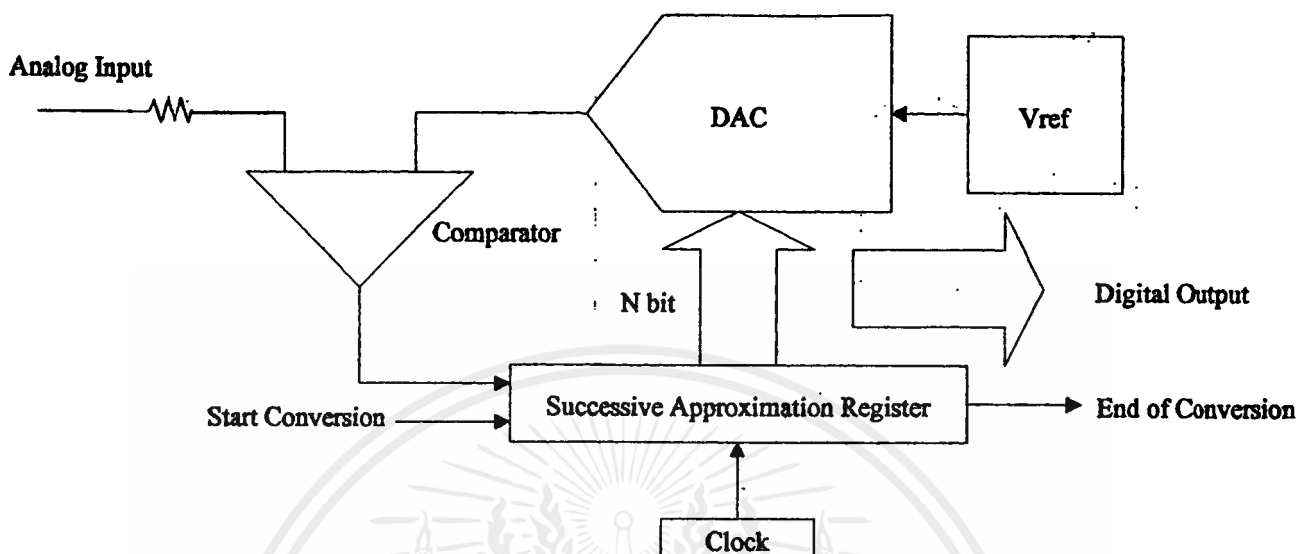 Analog Input
DAC
Vref
Comparator
N bit
Digital Output
Start Conversion
Successive Approximation Register
End of Conversion
Clock